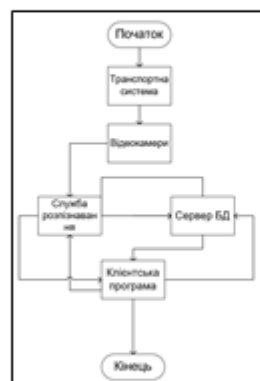 Початок
Транспортна
система
Відеокамери
Служба
розпізнаван
ня
Сервер БД
Клієнтська
програма
Кінець